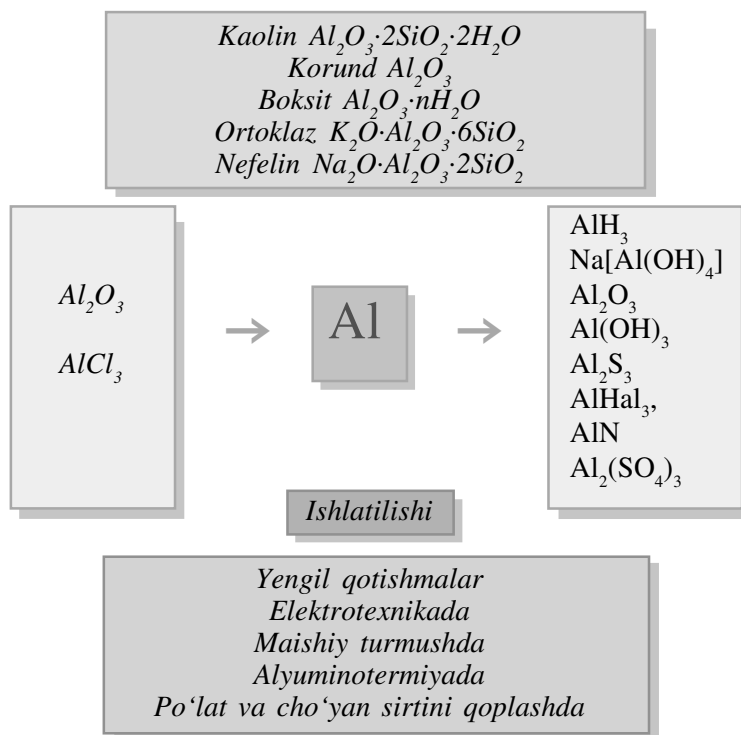 Kaolin Al₂O₃·2SiO₂·2H₂O
Korund Al₂O₃
Boksit Al₂O₃·nH₂O
Ortoklaz K₂O·Al₂O₃·6SiO₂
Nefelin Na₂O·Al₂O₃·2SiO₂
Al₂O₃
AlCl₃
→
Al
→
AlH₃
Na[Al(OH)₄]
Al₂O₃
Al(OH)₃
Al₂S₃
AlHal₃,
AlN
Al₂(SO₄)₃
Ishlatilishi
Yengil qotishmalar
Elektrotexnikada
Maishiy turmushda
Alyuminotermiyada
Po‘lat va cho‘yan sirtini qoplashda